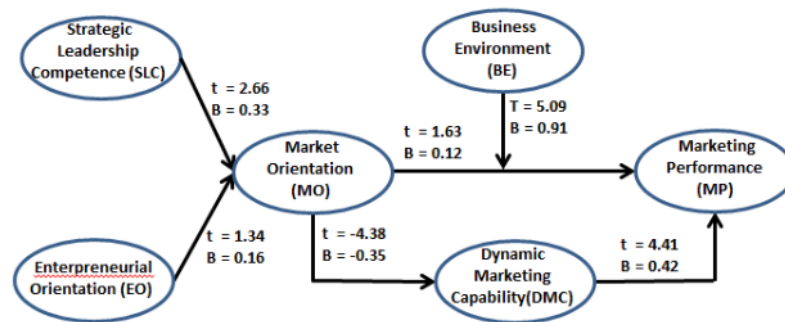 Strategic
Leadership
Competence (SLC)
Business
Environment
(BE)
t = 2.66
B = 0.33
T = 5.09
B = 0.91
t = 1.63
B = 0.12
Market
Orientation
(MO)
Marketing
Performance
(MP)
t = 1.34
B = 0.16
t = -4.38
B = -0.35
t = 4.41
B = 0.42
Enterpreneurial
Orientation (EO)
Dynamic
Marketing
Capability(DMC)